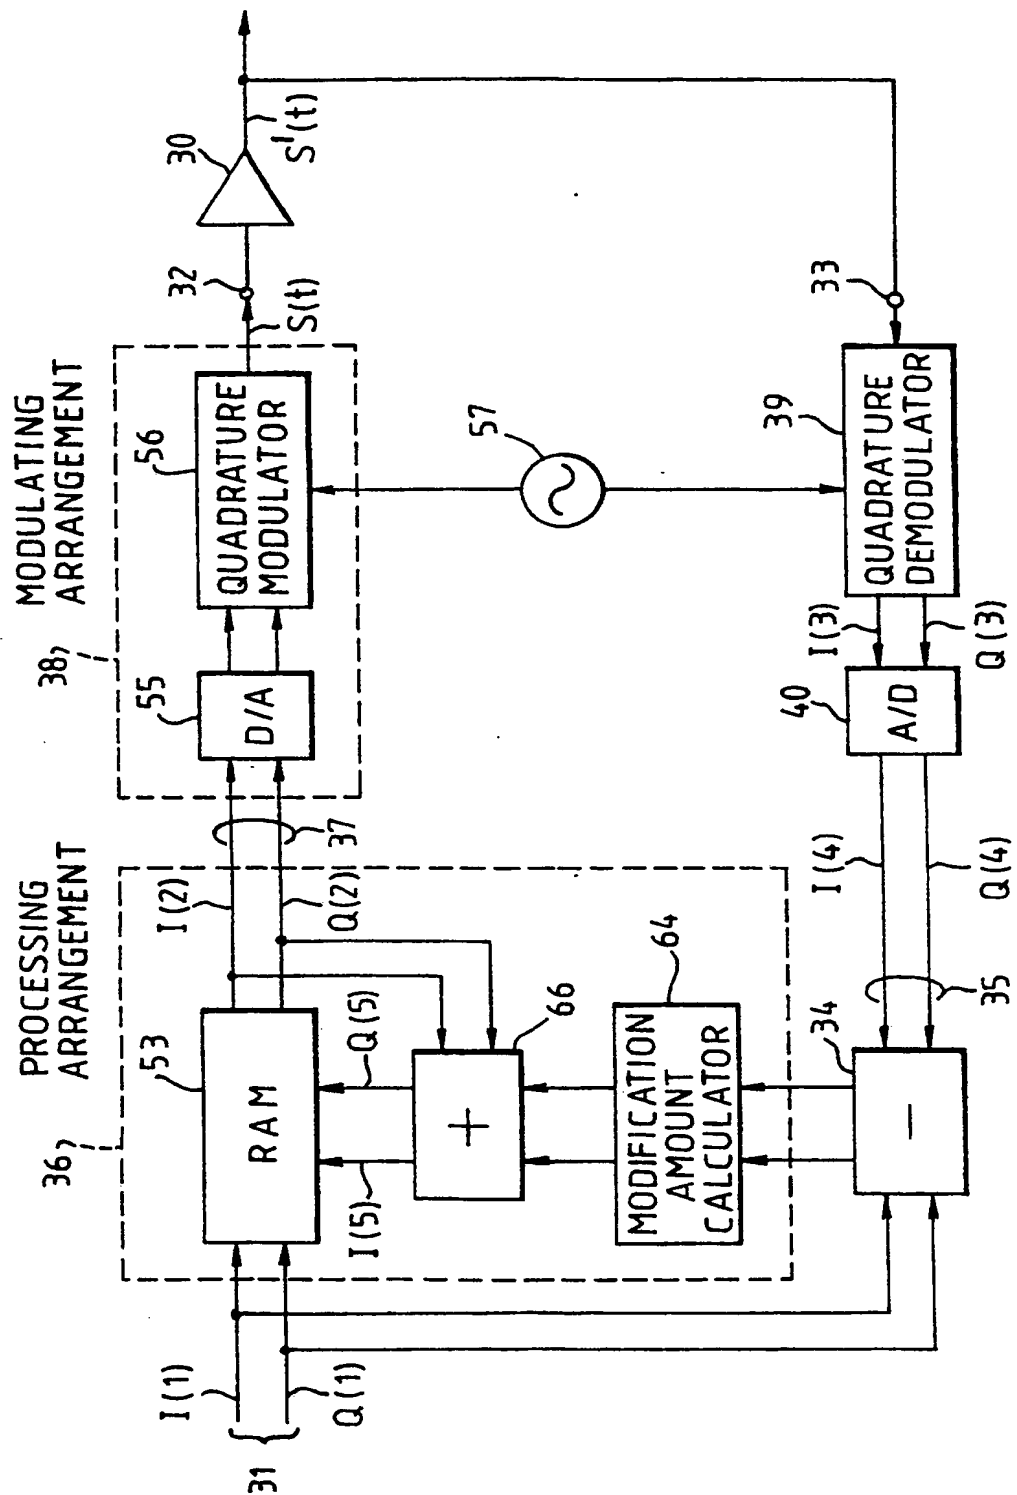 PROCESSING
ARRANGEMENT
36
MODULATING
ARRANGEMENT
38
31
I(1)
Q(1)
53
RAM
I(2)
Q(2)
37
55
D/A
56
QUADRATURE
MODULATOR
S(t)
32
30
S'(t)
I(5)
Q(5)
+
66
MODIFICATION
AMOUNT
CALCULATOR
64
57
−
34
35
I(4)
Q(4)
40
A/D
I(3)
Q(3)
39
QUADRATURE
DEMODULATOR
33